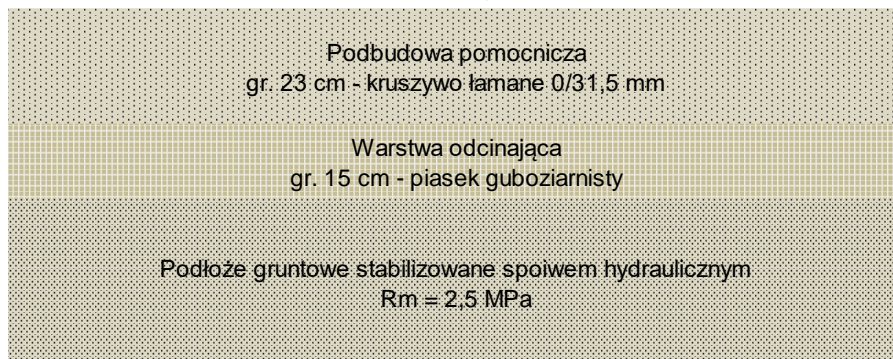 Podbudowa pomocnicza
gr. 23 cm - kruszywo łamane 0/31,5 mm
Warstwa odcinająca
gr. 15 cm - piasek guboziarnisty
Podłoże gruntowe stabilizowane spoiwem hydraulicznym
Rm = 2,5 MPa